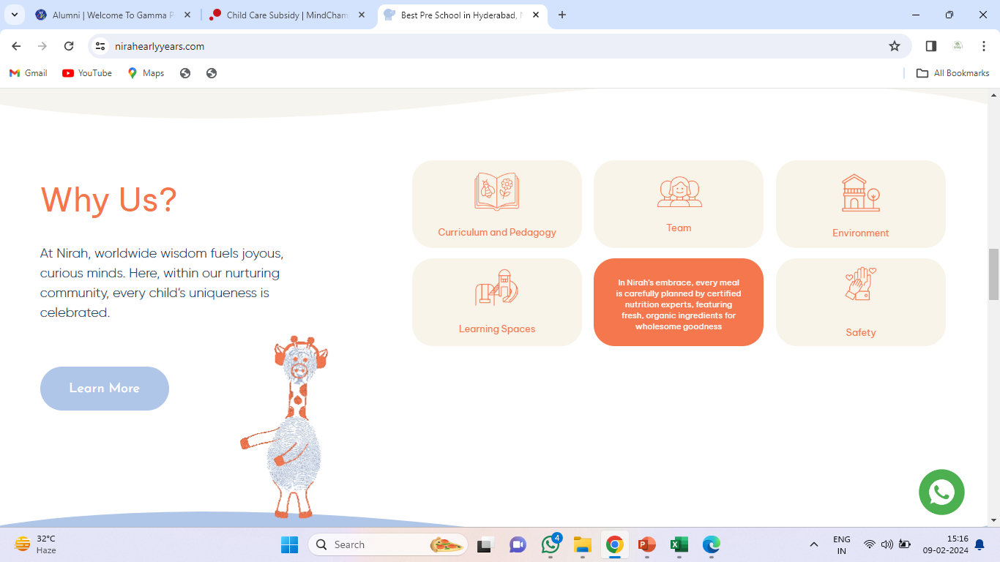 Alumni | Welcome To Gamma P
Child Care Subsidy | MindCham
Best Pre School in Hyderabad,
nirahearlyyears.com
Gmail
YouTube
Maps
All Bookmarks
Why Us?
At Nirah, worldwide wisdom fuels joyous,
curious minds. Here, within our nurturing
community, every child's uniqueness is
celebrated.
Learn More
Curriculum and Pedagogy
Team
Environment
Learning Spaces
In Nirah's embrace, every meal
is carefully planned by certified
nutrition experts, featuring
fresh, organic ingredients for
wholesome goodness
Safety
32°C
Haze
Search
4
ENG
IN
15:16
09-02-2024